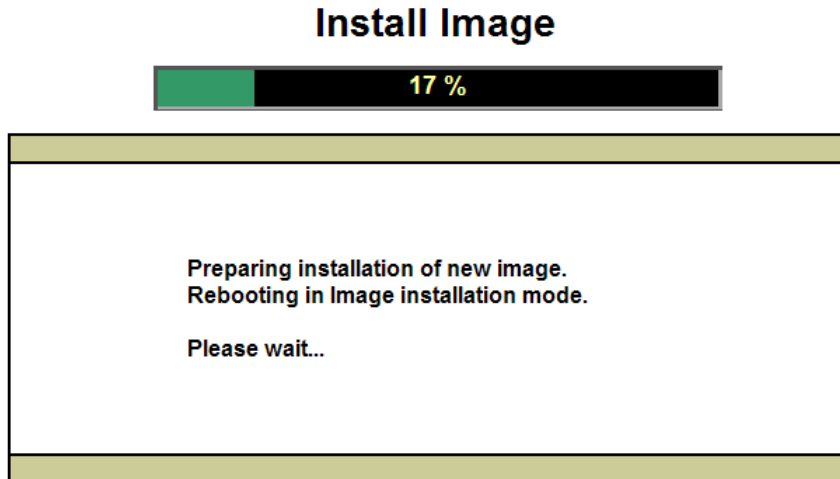 Install Image
17 %
Preparing installation of new image.
Rebooting in Image installation mode.
Please wait...